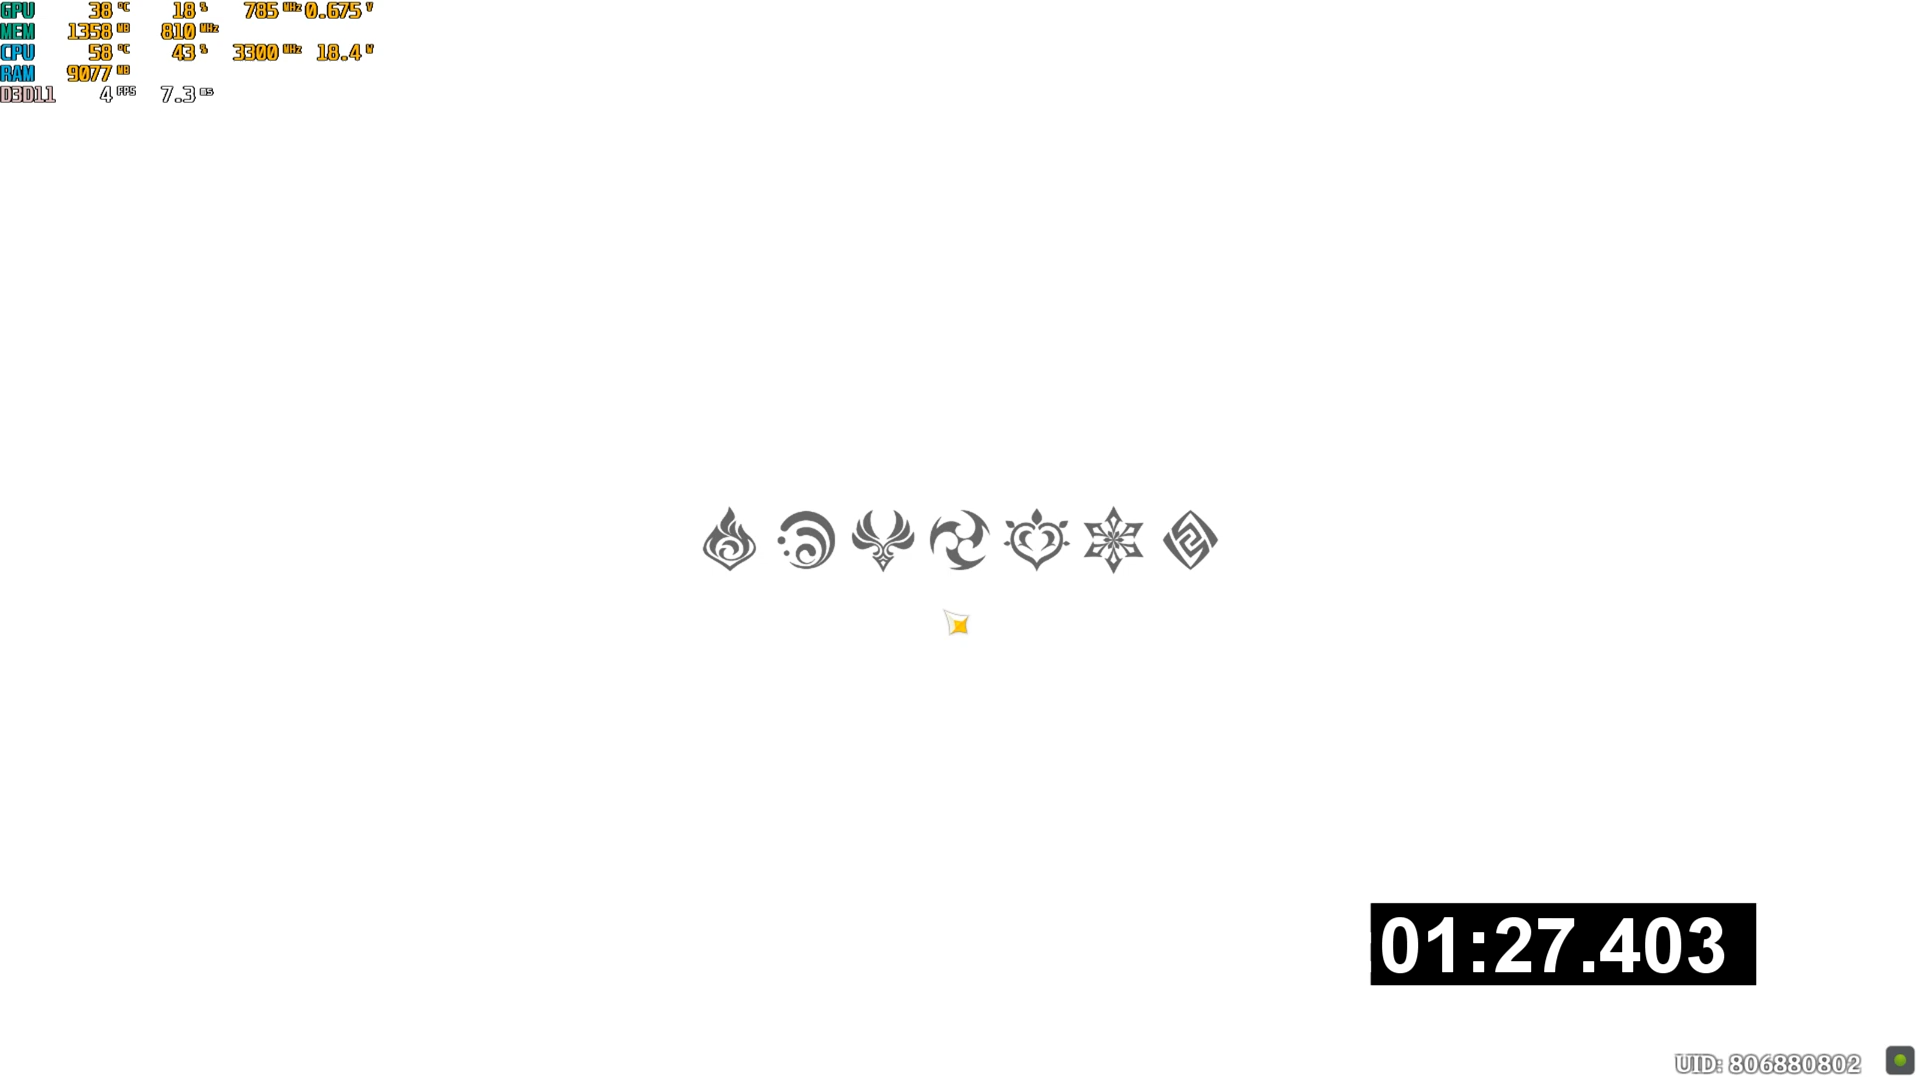 GPU 38 °C 18 % 785 MHz 0.675 V
MEM 1358 MB 810 MHz
CPU 58 °C 43 % 3300 MHz 18.4 W
RAM 9077 MB
D3D11 4 FPS 7.3 ms
01:27.403
UID: 806880802